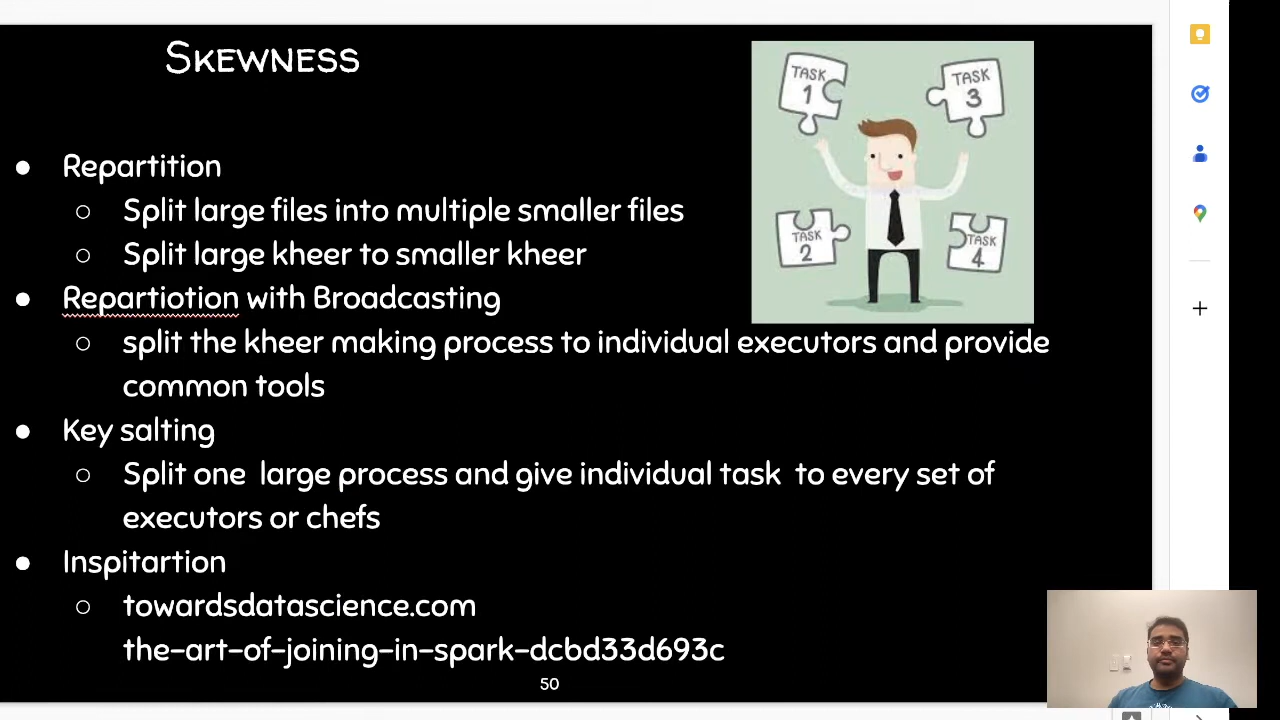 Skewness
TASK
1
TASK
3
TASK
2
TASK
4
● Repartition
○ Split large files into multiple smaller files
○ Split large kheer to smaller kheer
● Repartiotion with Broadcasting
○ split the kheer making process to individual executors and provide
common tools
● Key salting
○ Split one large process and give individual task to every set of
executors or chefs
● Inspitartion
○ towardsdatascience.com
the-art-of-joining-in-spark-dcbd33d693c
50